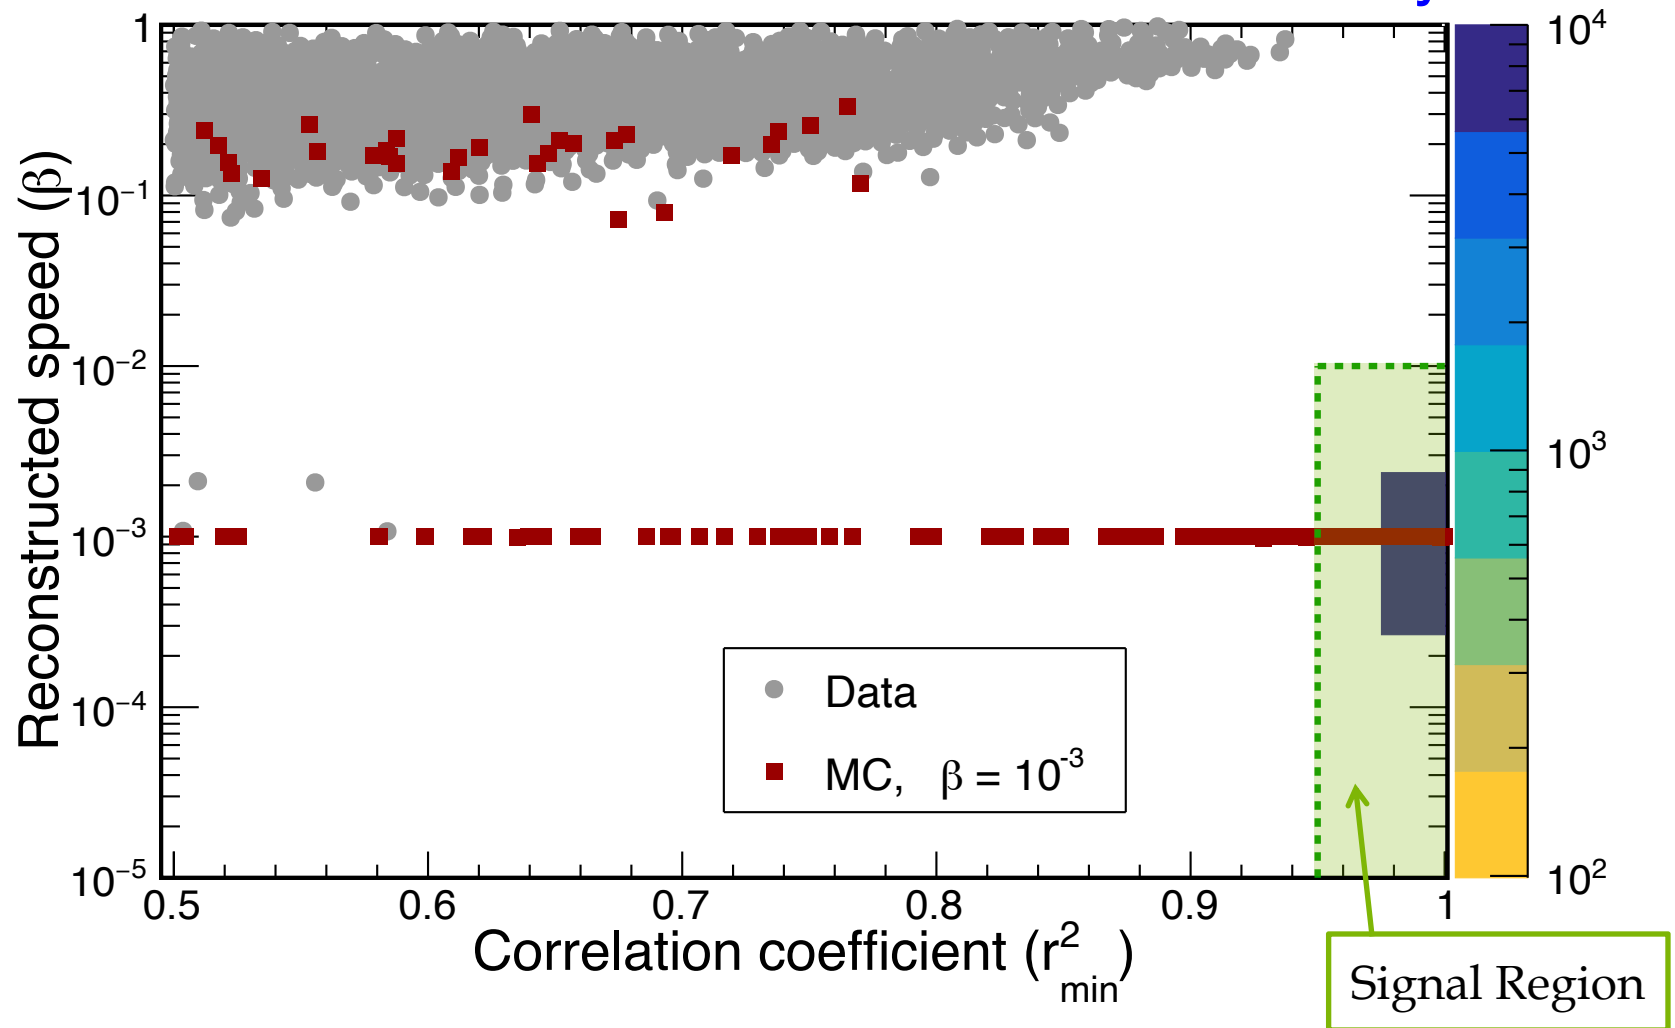 1
10⁻¹
10⁻²
10⁻³
10⁻⁴
10⁻⁵
Reconstructed speed (β)
0.5 0.6 0.7 0.8 0.9 1
Correlation coefficient (r²min)
Data
MC, β = 10⁻³
10⁴
10³
10²
Signal Region